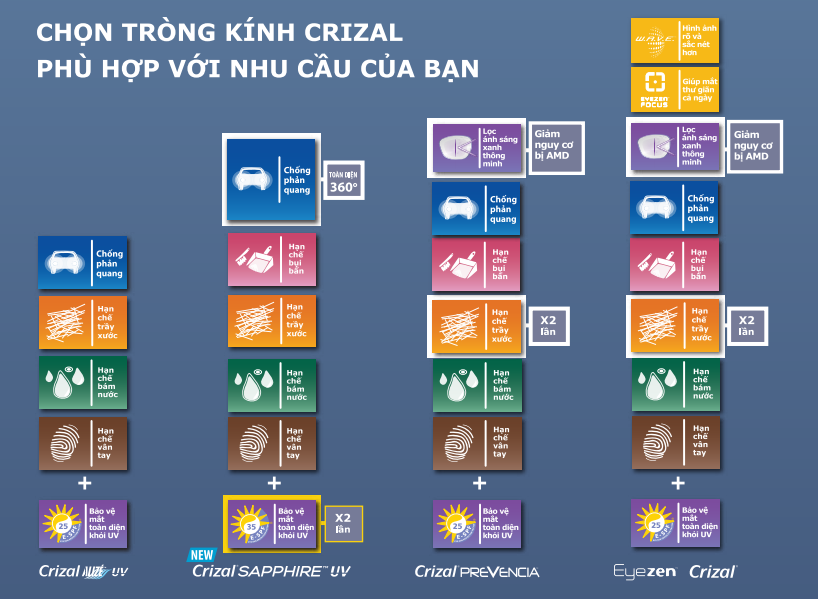 CHỌN TRÒNG KÍNH CRIZAL
PHÙ HỢP VỚI NHU CẦU CỦA BẠN
Chống
phản
quang
Hạn
chế
trầy
xước
Hạn
chế
bám
nước
Hạn
chế
vân
tay
+
25
E-SPF
Bảo vệ
mắt
toàn diện
khỏi UV
Crizal UV
Chống
phản
quang
TOÀN DIỆN
360°
Hạn
chế
bụi
bẩn
Hạn
chế
trầy
xước
Hạn
chế
bám
nước
Hạn
chế
vân
tay
+
35
E-SPF
Bảo vệ
mắt
toàn diện
khỏi UV
X2
lần
NEW
Crizal SAPPHIRE™ UV
Lọc
ánh sáng
xanh
thông
minh
Giảm
nguy cơ
bị AMD
Chống
phản
quang
Hạn
chế
bụi
bẩn
Hạn
chế
trầy
xước
X2
lần
Hạn
chế
bám
nước
Hạn
chế
vân
tay
+
25
E-SPF
Bảo vệ
mắt
toàn diện
khỏi UV
Crizal PREVENCIA
W.A.V.E.
Hình ảnh
rõ và
sắc nét
hơn
EYEZEN
FOCUS
Giúp mắt
thư giãn
cả ngày
Lọc
ánh sáng
xanh
thông
minh
Giảm
nguy cơ
bị AMD
Chống
phản
quang
Hạn
chế
bụi
bẩn
Hạn
chế
trầy
xước
X2
lần
Hạn
chế
bám
nước
Hạn
chế
vân
tay
+
25
E-SPF
Bảo vệ
mắt
toàn diện
khỏi UV
Eyezen Crizal